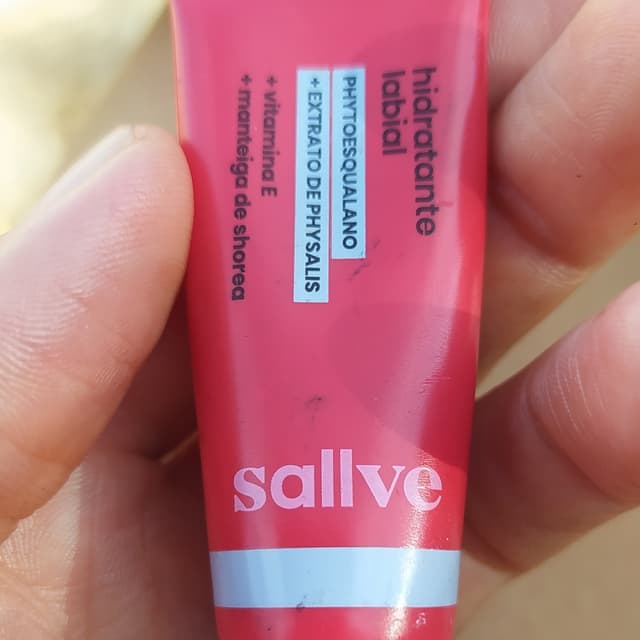 hidratante
labial
PHYTOESQUALANO
+ EXTRATO DE PHYSALIS
+ vitamina E
+ manteiga de shorea
sallve